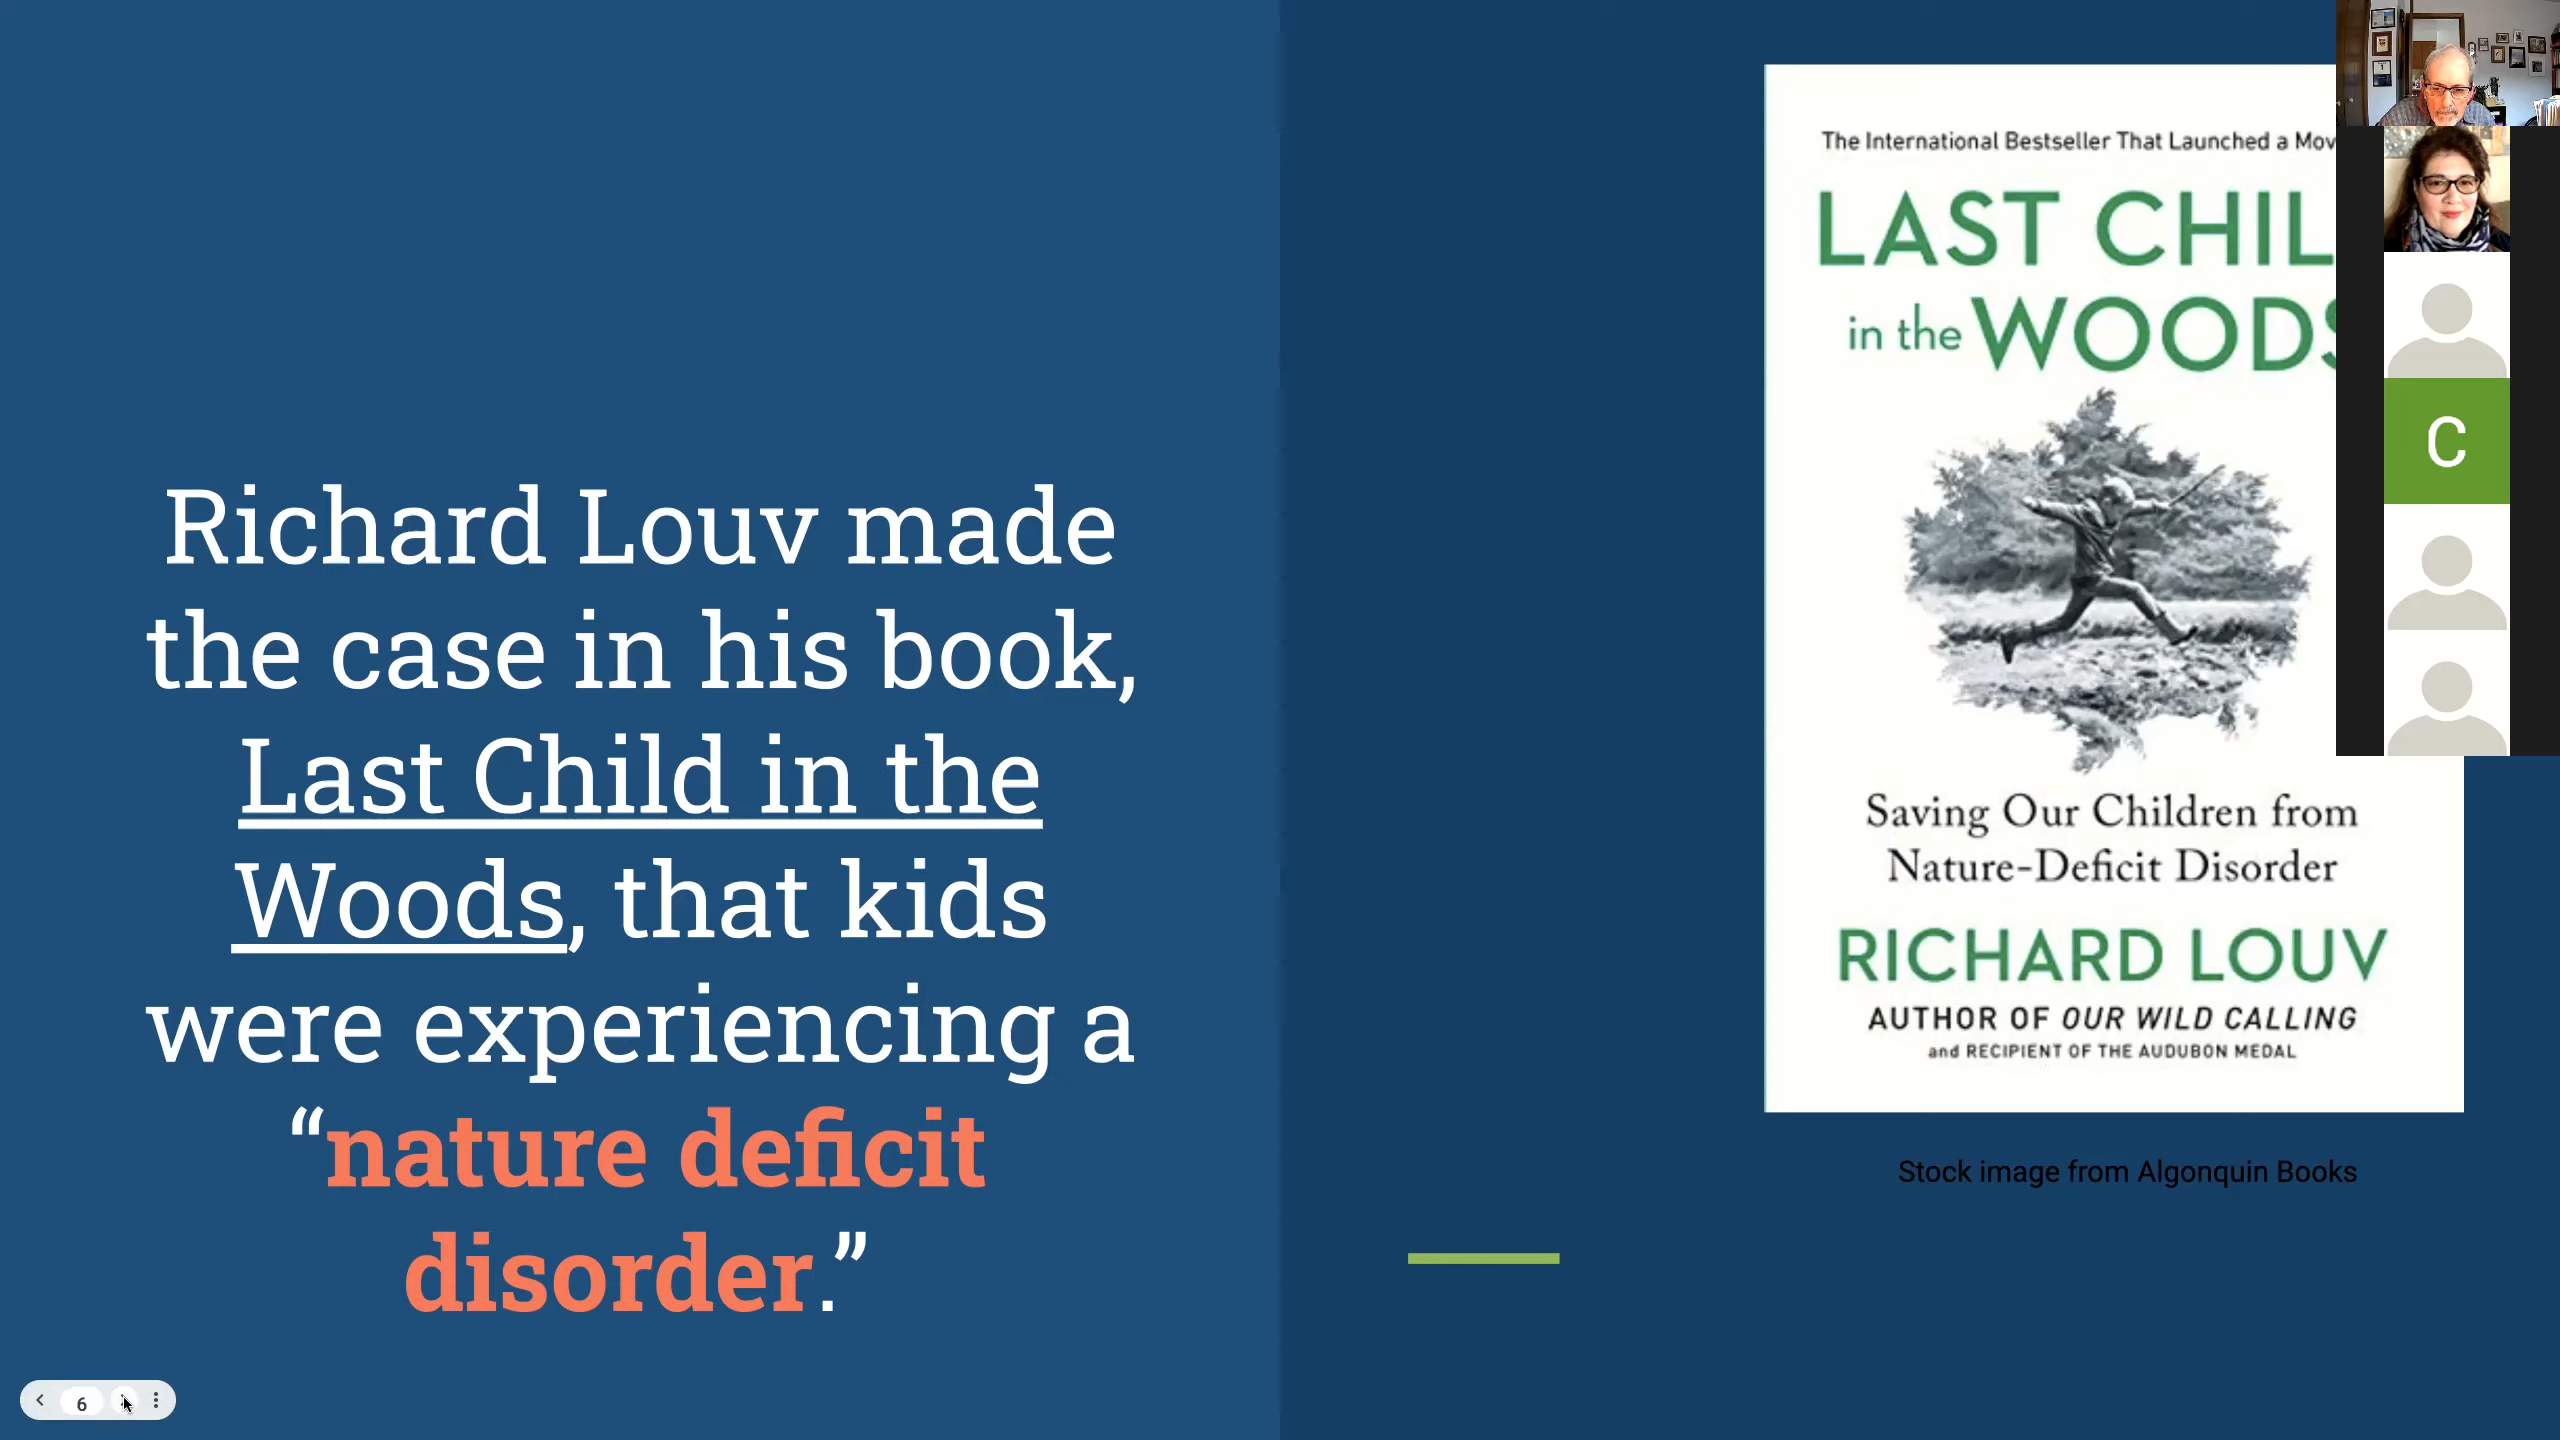 Richard Louv made
the case in his book,
Last Child in the
Woods, that kids
were experiencing a
“nature deficit
disorder.”
The International Bestseller That Launched a Mov
LAST CHIL
in the WOODS
Saving Our Children from
Nature-Deficit Disorder
RICHARD LOUV
AUTHOR OF OUR WILD CALLING
and RECIPIENT OF THE AUDUBON MEDAL
Stock image from Algonquin Books
C
6